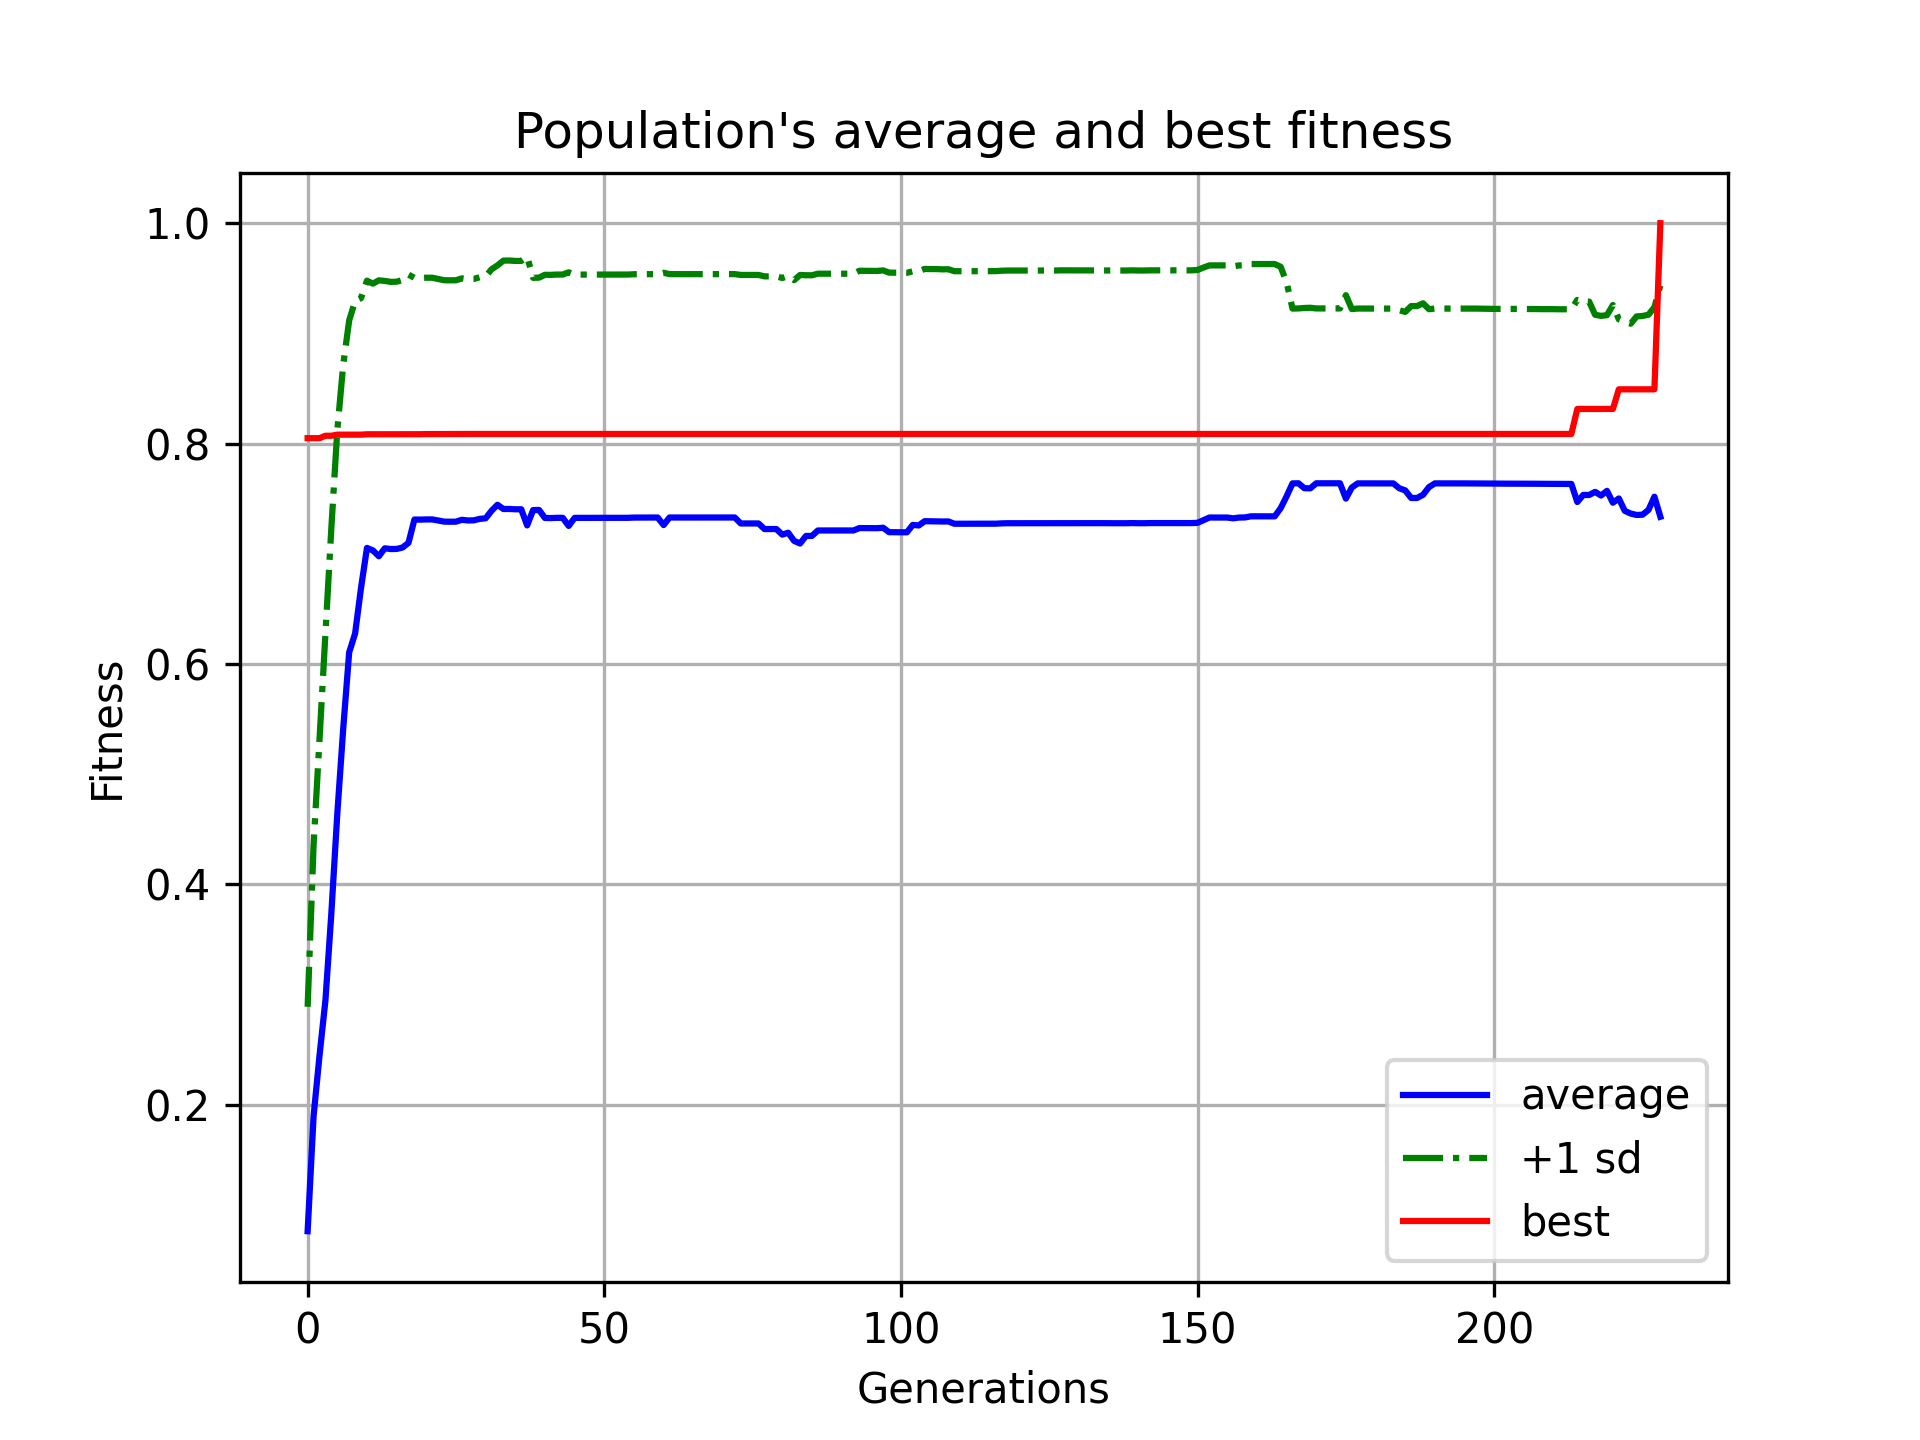 Population's average and best fitness
Fitness
1.0
0.8
0.6
0.4
0.2
0 50 100 150 200
Generations
average
+1 sd
best